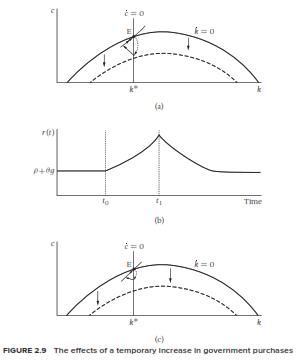 c
ċ = 0
E
k̇ = 0
k*
k
(a)
r(t)
ρ + θg
t₀
t₁
Time
(b)
c
ċ = 0
E
k̇ = 0
k*
k
(c)
FIGURE 2.9 The effects of a temporary increase in government purchases